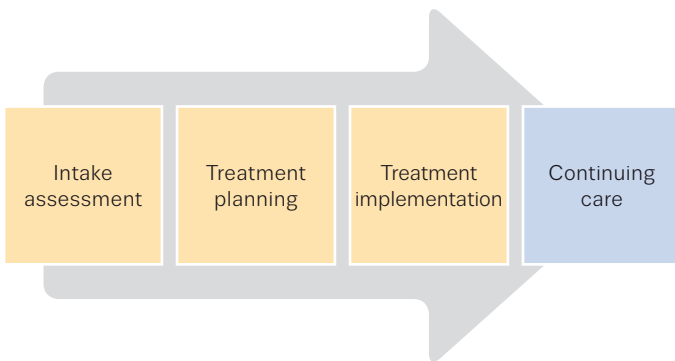 Intake
assessment
Treatment
planning
Treatment
implementation
Continuing
care